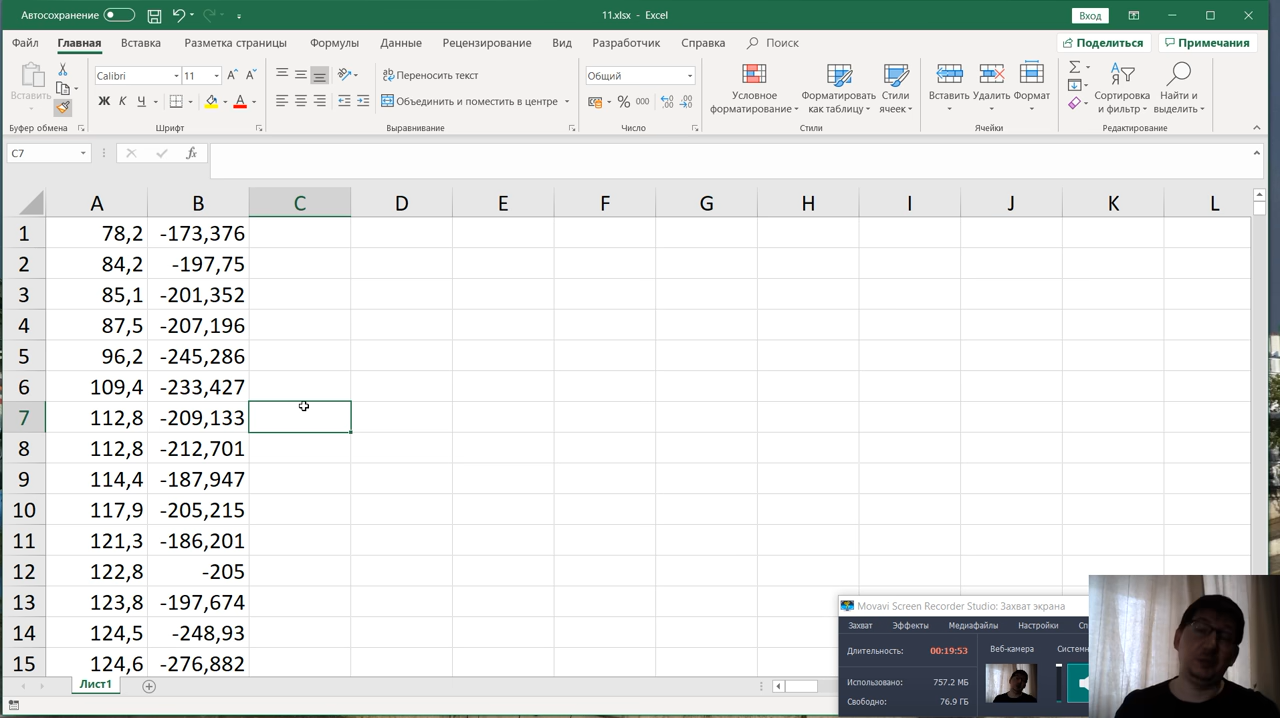 Автосохранение
11.xlsx - Excel
Вход
Файл Главная Вставка Разметка страницы Формулы Данные Рецензирование Вид Разработчик Справка Поиск Поделиться Примечания
Вставить
Calibri 11
Ж К Ч
А
Переносить текст
Объединить и поместить в центре
Общий
% 000
Условное форматирование
Форматировать как таблицу
Стили ячеек
Вставить Удалить Формат
Сортировка и фильтр
Найти и выделить
Буфер обмена Шрифт Выравнивание Число Стили Ячейки Редактирование
C7 fx
A B C D E F G H I J K L
1 78,2 -173,376
2 84,2 -197,75
3 85,1 -201,352
4 87,5 -207,196
5 96,2 -245,286
6 109,4 -233,427
7 112,8 -209,133
8 112,8 -212,701
9 114,4 -187,947
10 117,9 -205,215
11 121,3 -186,201
12 122,8 -205
13 123,8 -197,674
14 124,5 -248,93
15 124,6 -276,882
Лист1
Movavi Screen Recorder Studio: Захват экрана
Захват Эффекты Медиафайлы Настройки
Длительность: 00:19:53
Веб-камера
Использовано: 757.2 МБ
Свободно: 76.9 ГБ